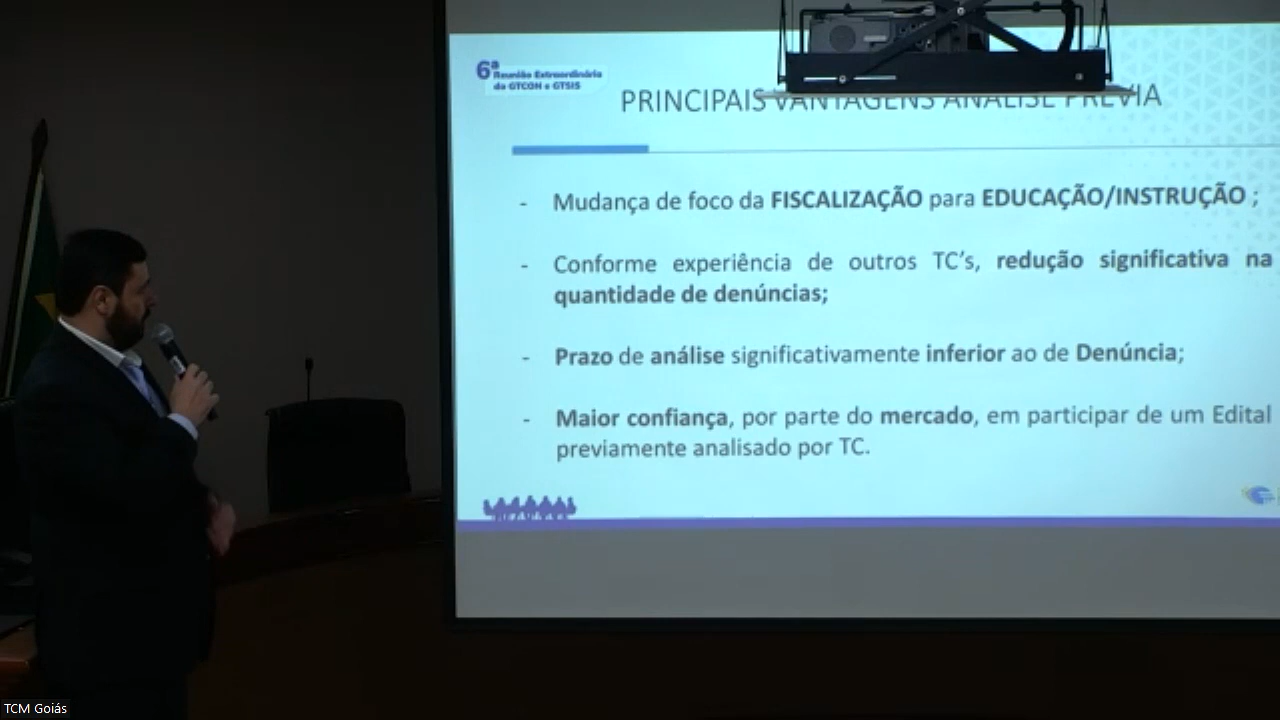 6ª Reunião Extraordinária
da GTCON e GTSIS
PRINCIPAIS VANTAGENS ANÁLISE PRÉVIA
- Mudança de foco da FISCALIZAÇÃO para EDUCAÇÃO/INSTRUÇÃO ;
- Conforme experiência de outros TC's, redução significativa na
quantidade de denúncias;
- Prazo de análise significativamente inferior ao de Denúncia;
- Maior confiança, por parte do mercado, em participar de um Edital
previamente analisado por TC.
TCM Goiás